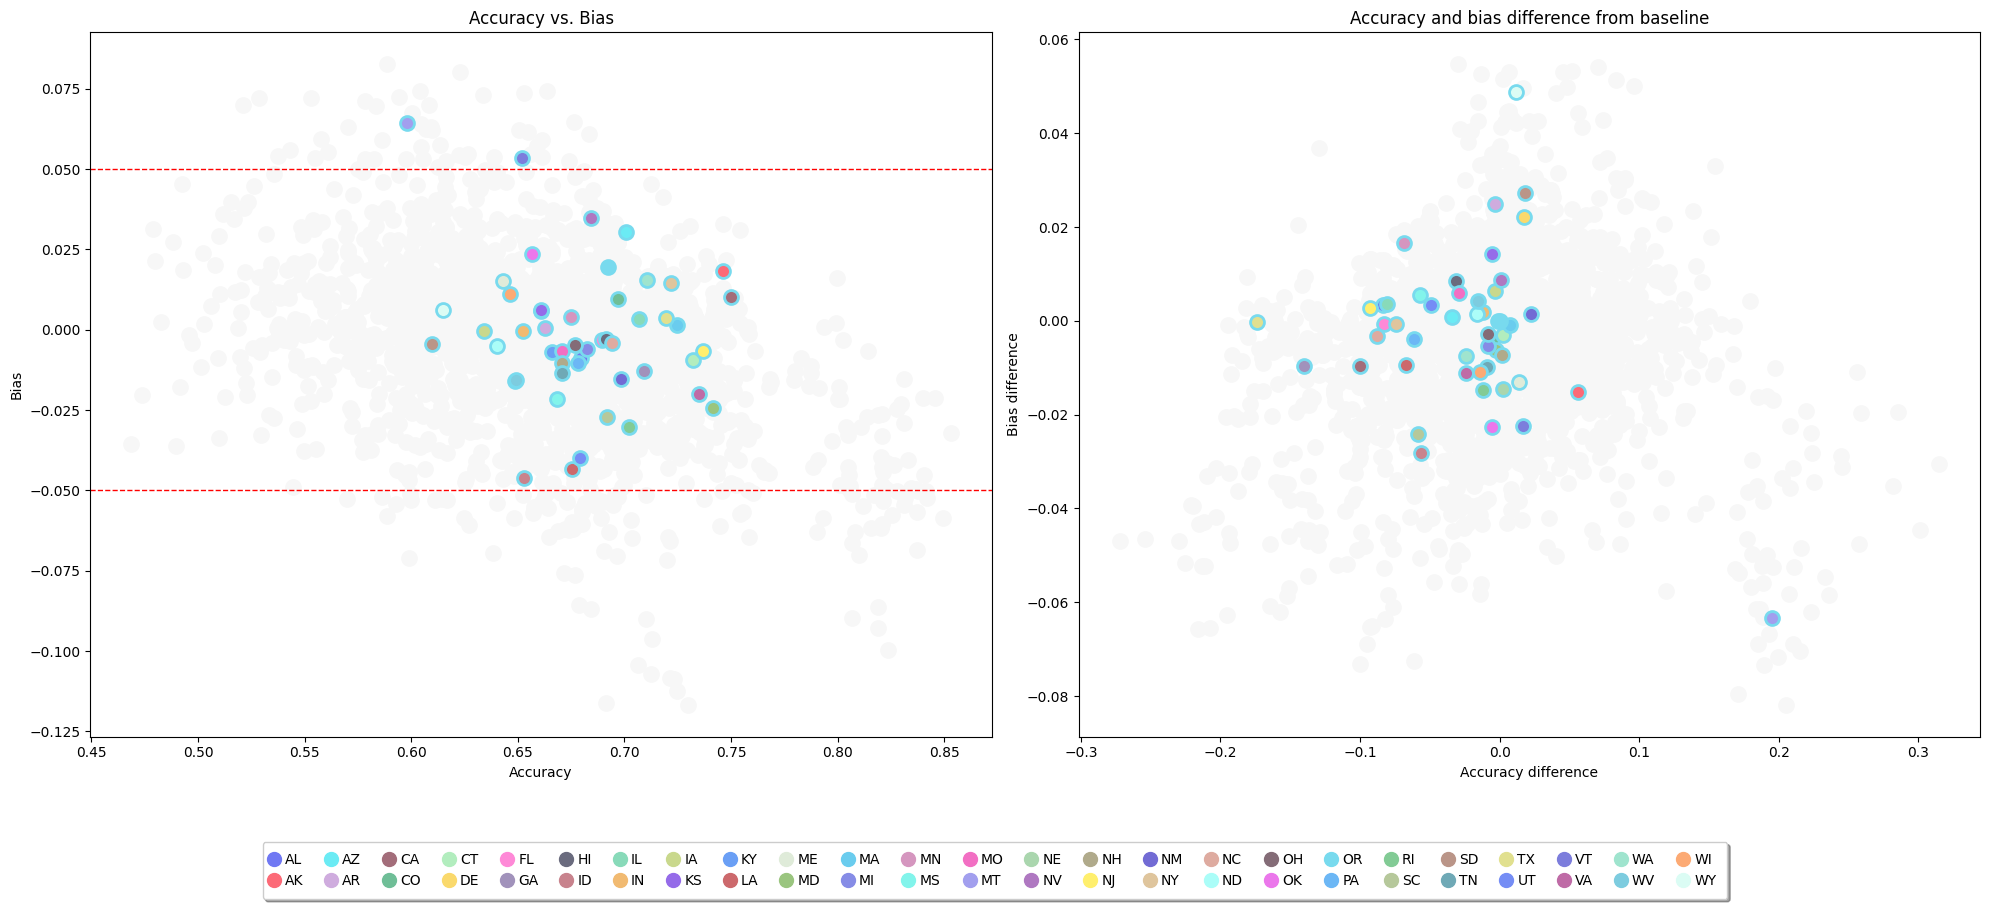 Accuracy vs. Bias
0.075
0.050
0.025
0.000
−0.025
−0.050
−0.075
−0.100
−0.125
Bias
0.45 0.50 0.55 0.60 0.65 0.70 0.75 0.80 0.85
Accuracy
Accuracy and bias difference from baseline
0.06
0.04
0.02
0.00
−0.02
−0.04
−0.06
−0.08
Bias difference
−0.3 −0.2 −0.1 0.0 0.1 0.2 0.3
Accuracy difference
AL AZ CA CT FL HI IL IA KY ME MA MN MO NE NH NM NC OH OR RI SD TX VT WA WI
AK AR CO DE GA ID IN KS LA MD MI MS MT NV NJ NY ND OK PA SC TN UT VA WV WY